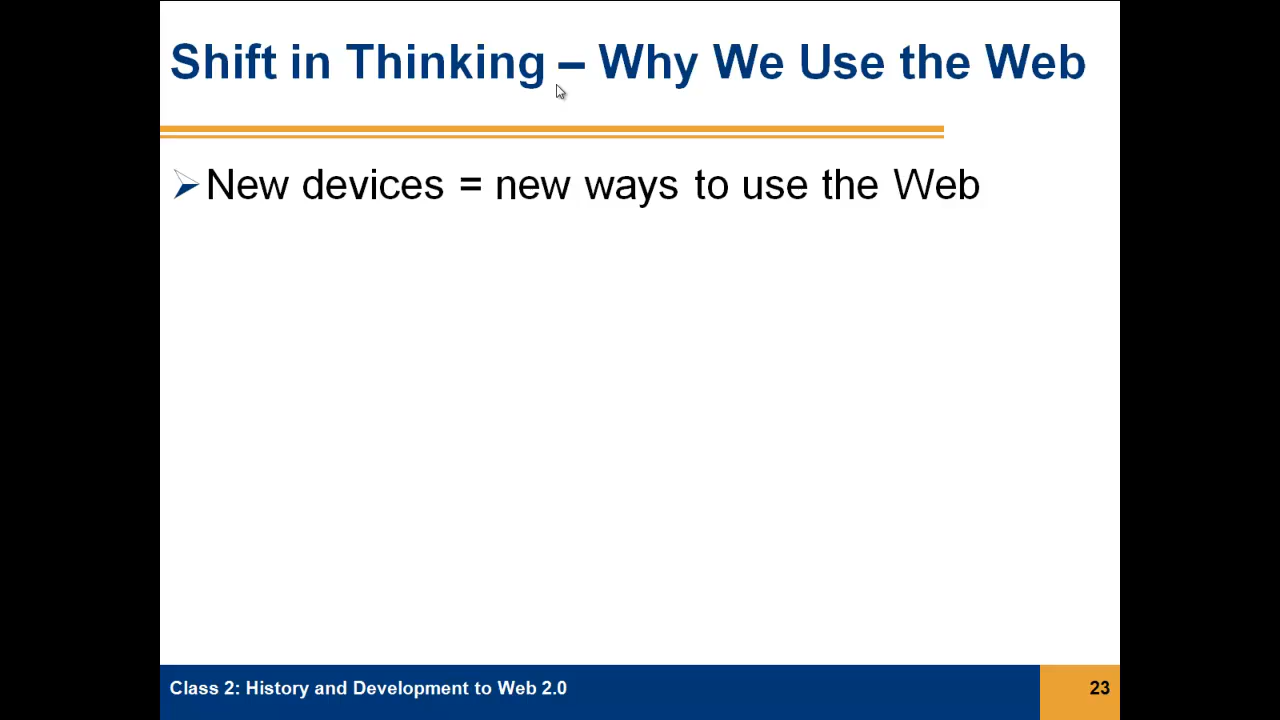 Shift in Thinking – Why We Use the Web
New devices = new ways to use the Web
Class 2: History and Development to Web 2.0
23